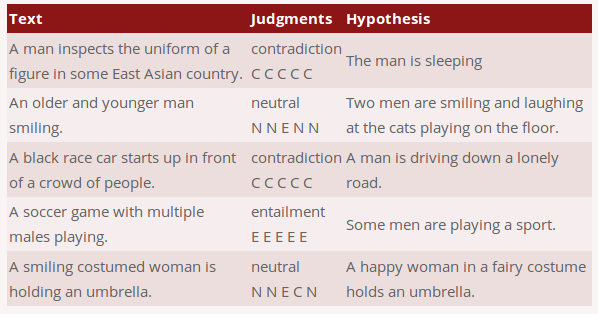 Text Judgments Hypothesis
A man inspects the uniform of a figure in some East Asian country.
contradiction
C C C C C
The man is sleeping
An older and younger man smiling.
neutral
N N E N N
Two men are smiling and laughing at the cats playing on the floor.
A black race car starts up in front of a crowd of people.
contradiction
C C C C C
A man is driving down a lonely road.
A soccer game with multiple males playing.
entailment
E E E E E
Some men are playing a sport.
A smiling costumed woman is holding an umbrella.
neutral
N N E C N
A happy woman in a fairy costume holds an umbrella.